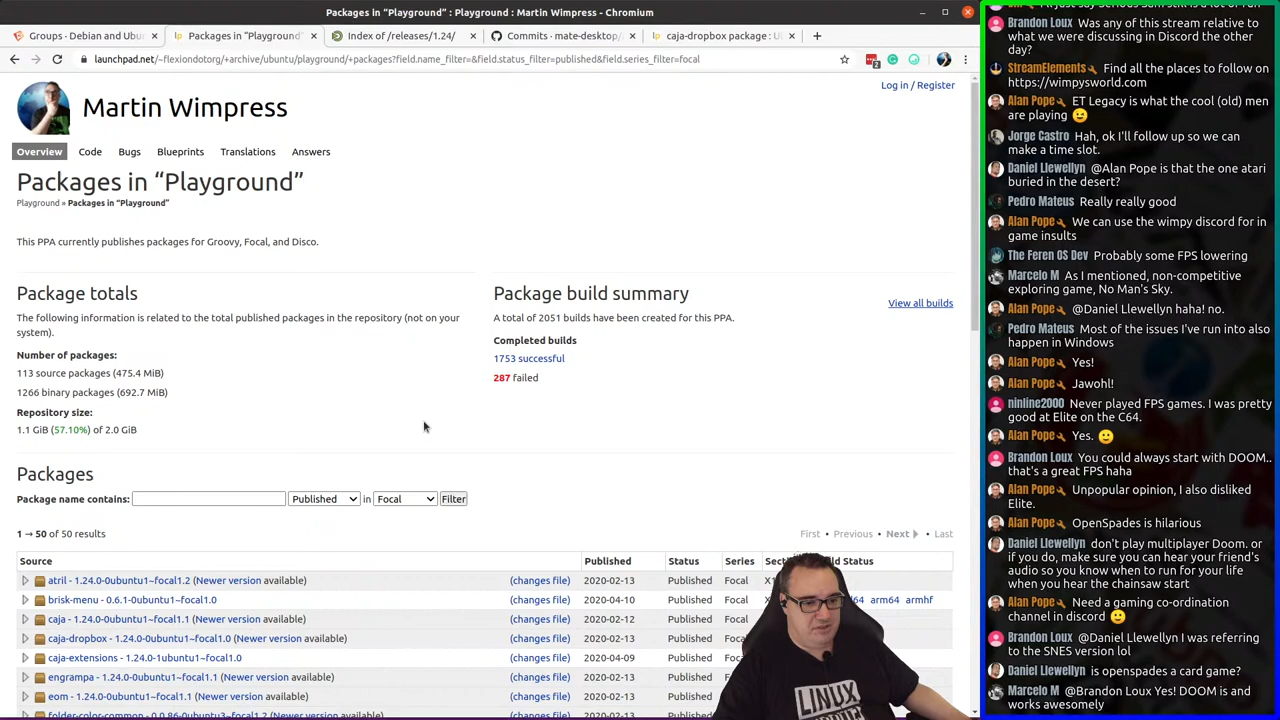 Packages in “Playground” : Playground : Martin Wimpress - Chromium
Groups - Debian and Ubu
Packages in “Playground”
Index of /releases/1.24/
Commits · mate-desktop/
caja-dropbox package : U
launchpad.net/~flexiondotorg/+archive/ubuntu/playground/+packages?field.name_filter=&field.status_filter=published&field.series_filter=focal
2
Martin Wimpress
Log in / Register
Overview Code Bugs Blueprints Translations Answers
Packages in “Playground”
Playground » Packages in “Playground”
This PPA currently publishes packages for Groovy, Focal, and Disco.
Package totals
The following information is related to the total published packages in the repository (not on your
system).
Number of packages:
113 source packages (475.4 MiB)
1266 binary packages (692.7 MiB)
Repository size:
1.1 GiB (57.10%) of 2.0 GiB
Package build summary
View all builds
A total of 2051 builds have been created for this PPA.
Completed builds
1753 successful
287 failed
Packages
Package name contains: Published in Focal Filter
1 → 50 of 50 results
First • Previous • Next • Last
Source Published Status Series Status
atril - 1.24.0-0ubuntu1~focal1.2 (Newer version available) (changes file) 2020-02-13 Published Focal
brisk-menu - 0.6.1-0ubuntu1~focal1.0 (changes file) 2020-04-10 Published Focal arm64 armhf
caja - 1.24.0-0ubuntu1~focal1.1 (Newer version available) (changes file) 2020-02-12 Published Focal
caja-dropbox - 1.24.0-0ubuntu1~focal1.0 (Newer version available) (changes file) 2020-02-13 Published Focal
caja-extensions - 1.24.0-1ubuntu1~focal1.0 (changes file) 2020-04-09 Published Focal
engrampa - 1.24.0-0ubuntu1~focal1.1 (Newer version available) (changes file) 2020-02-13 Published
eom - 1.24.0-0ubuntu1~focal1.1 (Newer version available) (changes file) 2020-02-13 Published
folder-color-common - 0.0.86-0ubuntu3~focal1.2 (Newer version available) (changes file) 2020-02-13 Published
LINUX
Brandon Loux Was any of this stream relative to
what we were discussing in Discord the other
day?
StreamElements Find all the places to follow on
https://wimpysworld.com
Alan Pope ET Legacy is what the cool (old) men
are playing 😉
Jorge Castro Hah, ok I'll follow up so we can
make a time slot.
Daniel Llewellyn @Alan Pope is that the one atari
buried in the desert?
Pedro Mateus Really really good
Alan Pope We can use the wimpy discord for in
game insults
The Feren OS Dev Probably some FPS lowering
Marcelo M As I mentioned, non-competitive
exploring game, No Man's Sky.
Alan Pope @Daniel Llewellyn haha! no.
Pedro Mateus Most of the issues I've run into also
happen in Windows
Alan Pope Yes!
Alan Pope Jawohl!
ninline2000 Never played FPS games. I was pretty
good at Elite on the C64.
Alan Pope Yes. 🙂
Brandon Loux You could always start with DOOM..
that's a great FPS haha
Alan Pope Unpopular opinion, I also disliked
Elite.
Alan Pope OpenSpades is hilarious
Daniel Llewellyn don't play multiplayer Doom. or
if you do, make sure you can hear your friend's
audio so you know when to run for your life
when you hear the chainsaw start
Alan Pope Need a gaming co-ordination
channel in discord 🙂
Brandon Loux @Daniel Llewellyn I was referring
to the SNES version lol
Daniel Llewellyn is openspades a card game?
Marcelo M @Brandon Loux Yes! DOOM is and
works awesomely